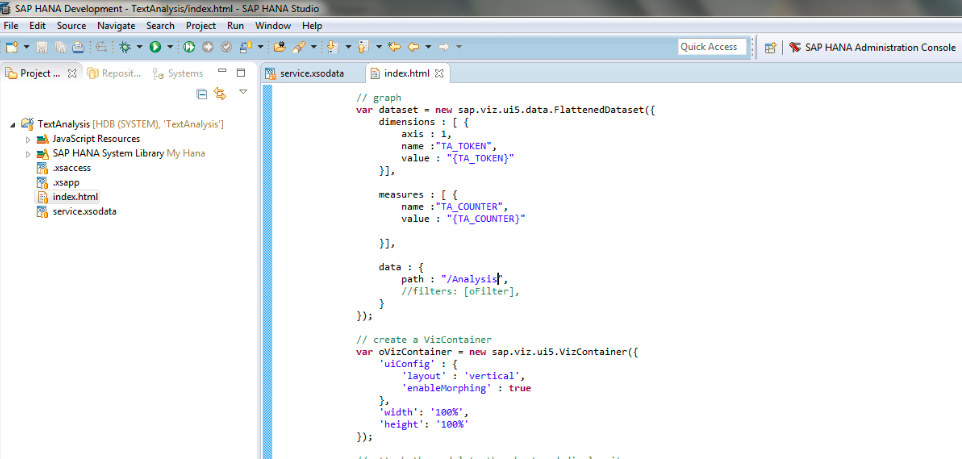 SAP HANA Development - TextAnalysis/index.html - SAP HANA Studio
File Edit Source Navigate Search Project Run Window Help
Quick Access
SAP HANA Administration Console
Project ...
Reposit...
Systems
TextAnalysis [HDB (SYSTEM), 'TextAnalysis']
JavaScript Resources
SAP HANA System Library My Hana
.xsaccess
.xsapp
index.html
service.xsodata
service.xsodata
index.html
// graph
var dataset = new sap.viz.ui5.data.FlattenedDataset({
dimensions : [ {
axis : 1,
name :"TA_TOKEN",
value : "{TA_TOKEN}"
}],
measures : [ {
name :"TA_COUNTER",
value : "{TA_COUNTER}"
}],
data : {
path : "/Analysis",
//filters: [oFilter],
}
});
// create a VizContainer
var oVizContainer = new sap.viz.ui5.VizContainer({
'uiConfig' : {
'layout' : 'vertical',
'enableMorphing' : true
},
'width': '100%',
'height': '100%'
});